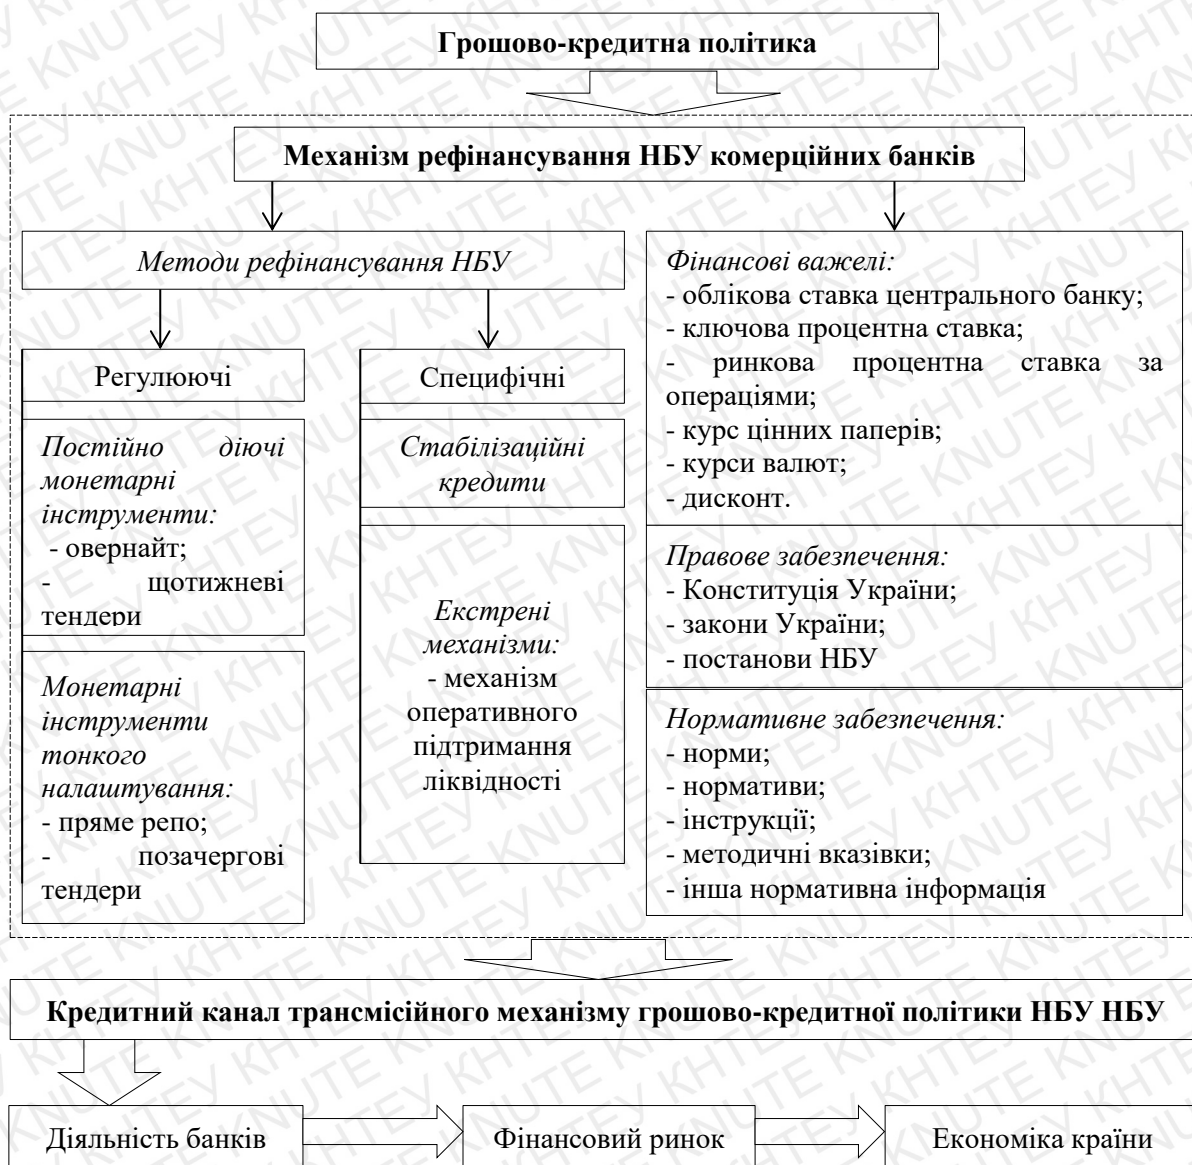 Грошово-кредитна політика
Механізм рефінансування НБУ комерційних банків
Методи рефінансування НБУ
Регулюючі
Постійно діючі
монетарні
інструменти:
- овернайт;
- щотижневі
тендери
Монетарні
інструменти
тонкого
налаштування:
- пряме репо;
- позачергові
тендери
Специфічні
Стабілізаційні
кредити
Екстрені
механізми:
- механізм
оперативного
підтримання
ліквідності
Фінансові важелі:
- облікова ставка центрального банку;
- ключова процентна ставка;
- ринкова процентна ставка за
операціями;
- курс цінних паперів;
- курси валют;
- дисконт.
Правове забезпечення:
- Конституція України;
- закони України;
- постанови НБУ
Нормативне забезпечення:
- норми;
- нормативи;
- інструкції;
- методичні вказівки;
- інша нормативна інформація
Кредитний канал трансмісійного механізму грошово-кредитної політики НБУ НБУ
Діяльність банків
Фінансовий ринок
Економіка країни